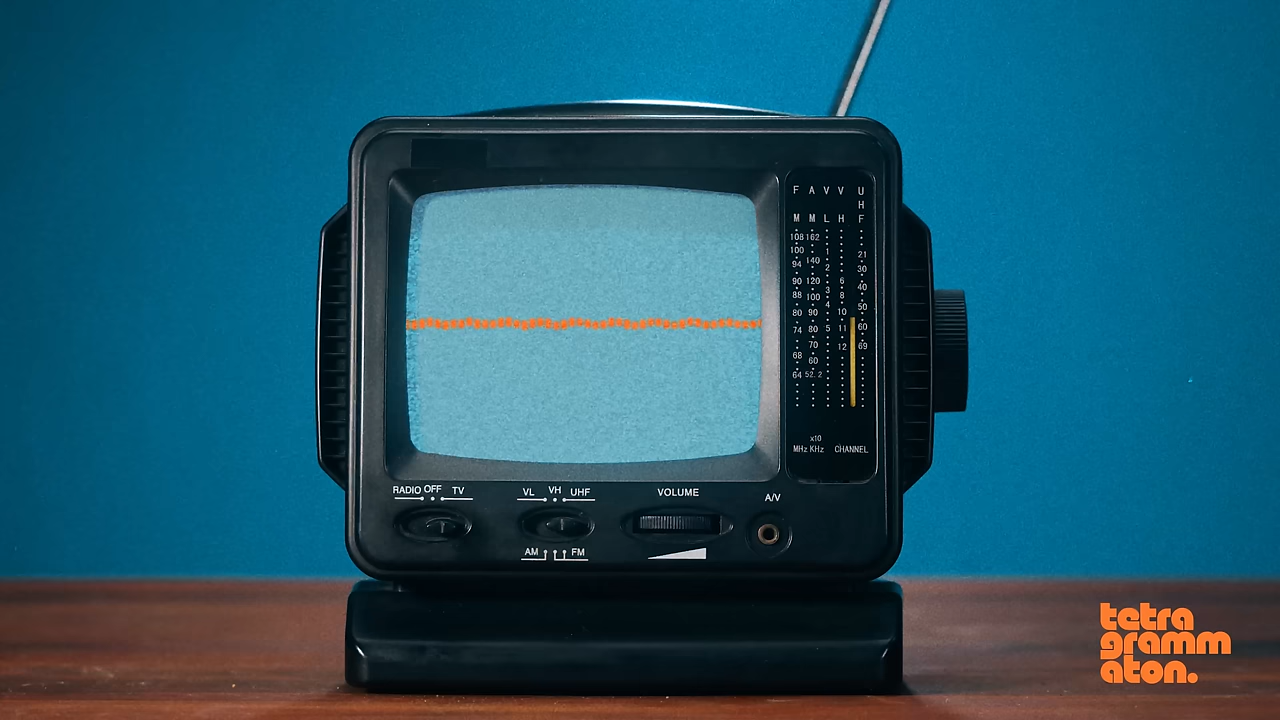 F A V V U
H
M M L H F
108 162
100 1 21
94 140 2 30
90 120 3 6 40
88 100 8
80 90 4 10 50
74 80 5 11 60
70 12 69
68 60
64 52.2
x10
MHz KHz CHANNEL
RADIO OFF TV VL VH UHF VOLUME A/V
AM FM
tetra
gramm
aton.